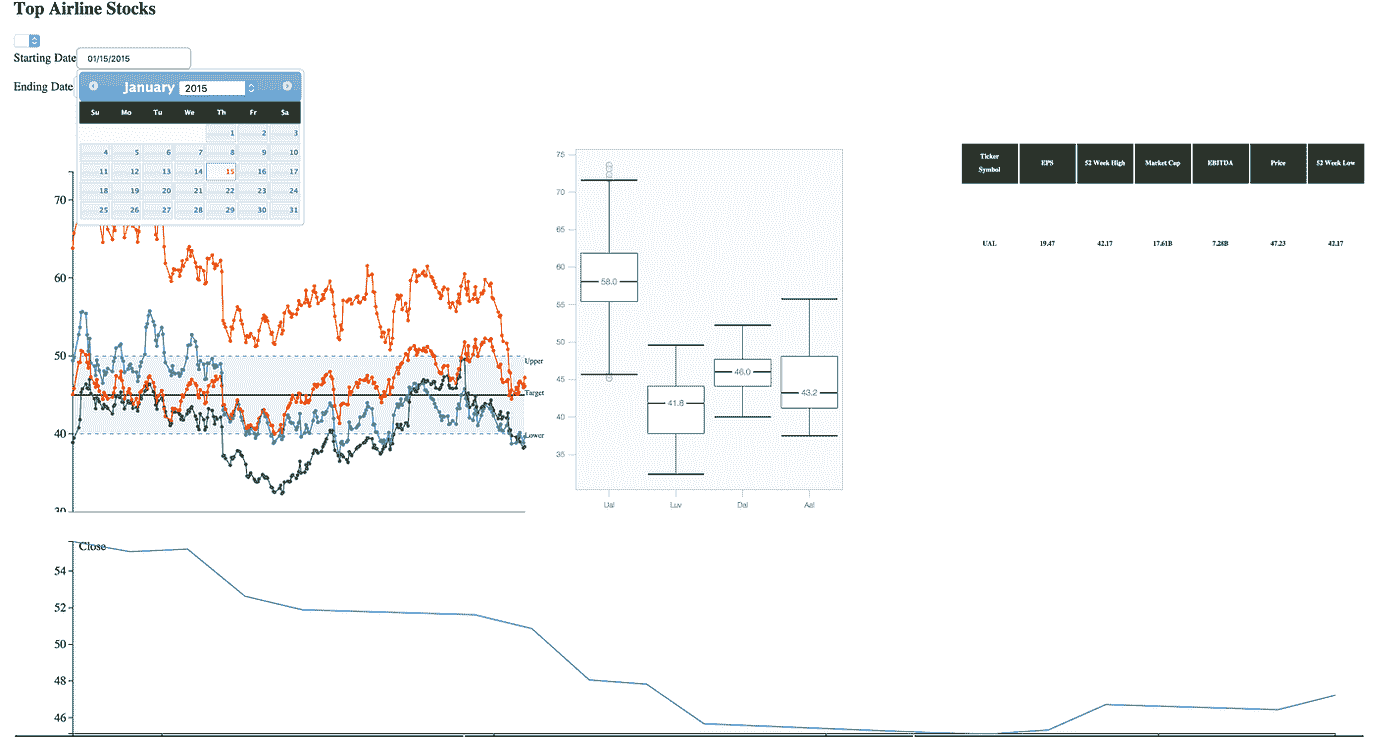 Top Airline Stocks
Starting Date 01/15/2015
Ending Date
January 2015
Su Mo Tu We Th Fr Sa
1 2 3
4 5 6 7 8 9 10
11 12 13 14 15 16 17
18 19 20 21 22 23 24
25 26 27 28 29 30 31
70
60
50
40
30
Upper
Target
Lower
75
70
65
60
55
50
45
40
35
58.0
41.8
46.0
43.2
Ual Luv Dal Aal
Ticker Symbol EPS 52 Week High Market Cap EBITDA Price 52 Week Low
UAL 19.47 42.17 17.61B 7.28B 47.23 42.17
Close
54
52
50
48
46